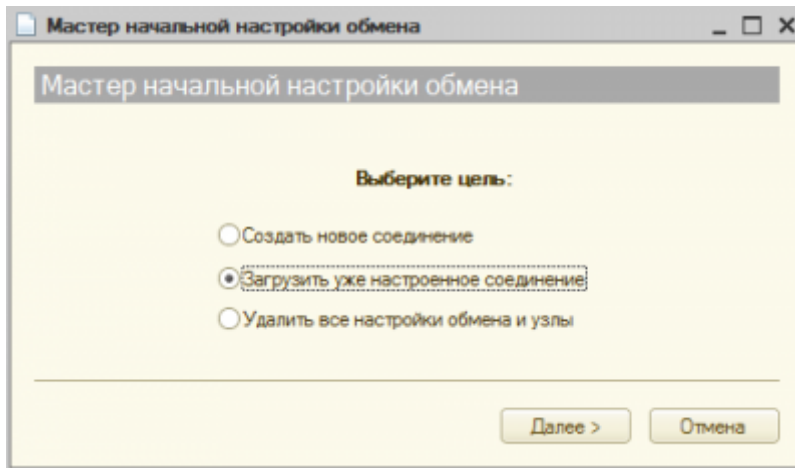 Мастер начальной настройки обмена
Мастер начальной настройки обмена
Выберите цель:
Создать новое соединение
Загрузить уже настроенное соединение
Удалить все настройки обмена и узлы
Далее >
Отмена